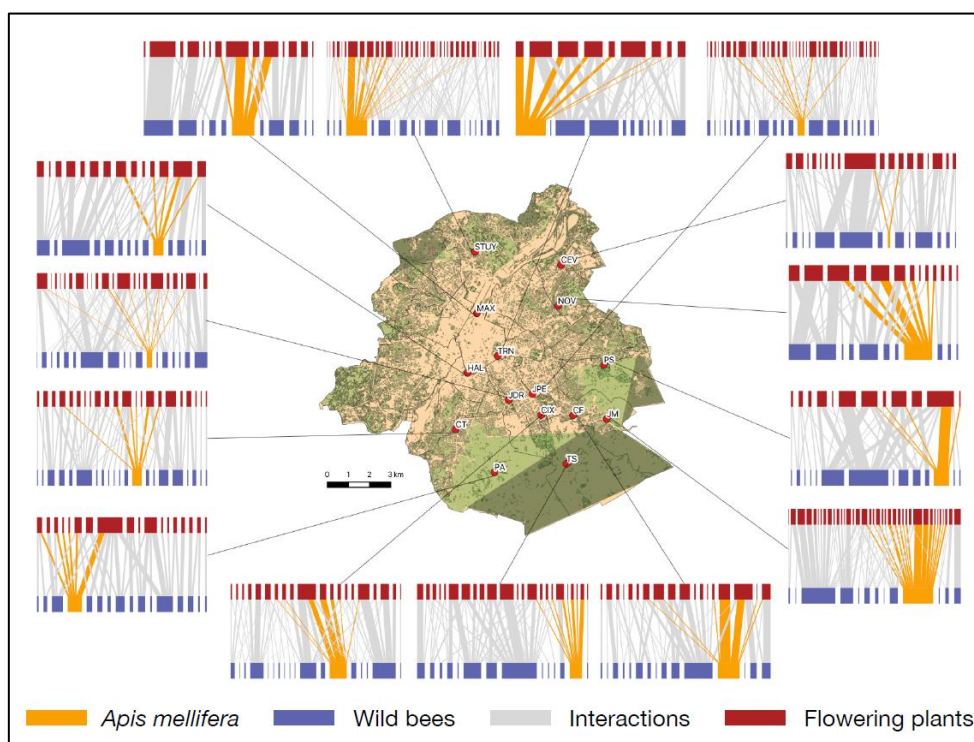 STUY
CEV
NOV
MAX
TRN
PS
HAL
JDR
JPE
CIX
CF
JM
CT
PA
TS
0 1 2 3 km
Apis mellifera Wild bees Interactions Flowering plants